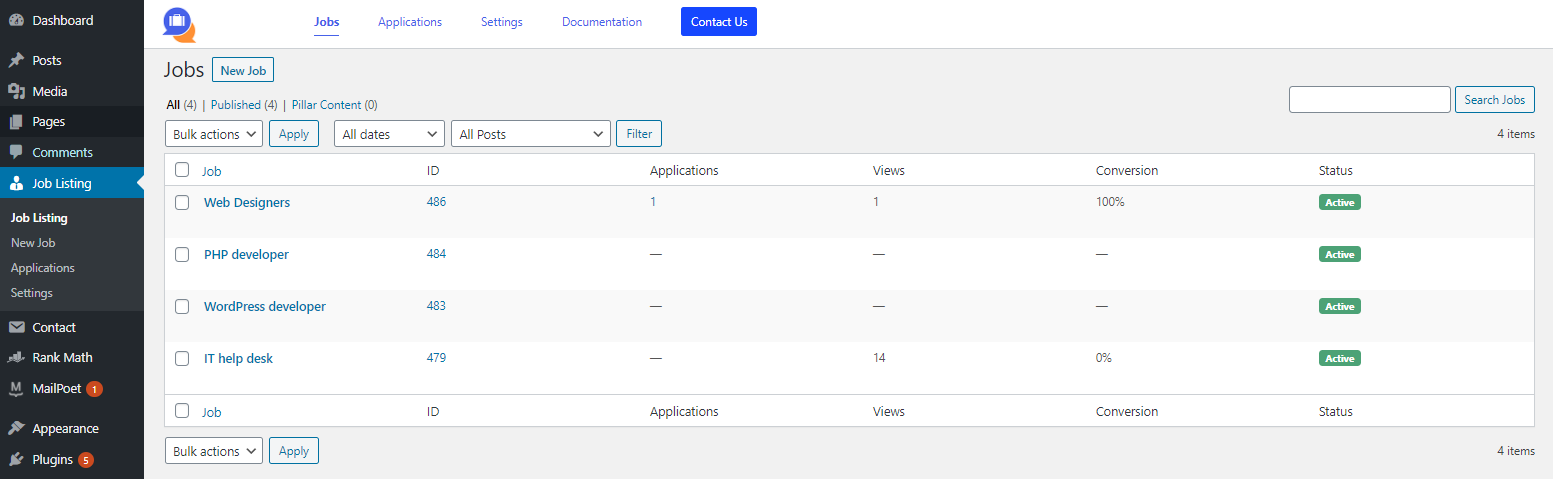 Dashboard
Posts
Media
Pages
Comments
Job Listing
Job Listing
New Job
Applications
Settings
Contact
Rank Math
MailPoet 1
Appearance
Plugins 5
Jobs Applications Settings Documentation Contact Us
Jobs New Job
All (4) | Published (4) | Pillar Content (0)
Search Jobs
Bulk actions Apply All dates All Posts Filter
4 items
Job ID Applications Views Conversion Status
Web Designers 486 1 1 100% Active
PHP developer 484 — — — Active
WordPress developer 483 — — — Active
IT help desk 479 — 14 0% Active
Job ID Applications Views Conversion Status
Bulk actions Apply
4 items